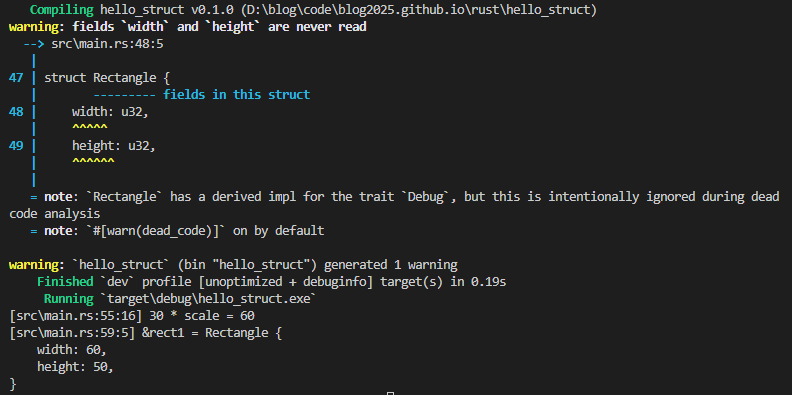 Compiling hello_struct v0.1.0 (D:\blog\code\blog2025.github.io\rust\hello_struct)
warning: fields `width` and `height` are never read
  --> src\main.rs:48:5
   |
47 | struct Rectangle {
   |        --------- fields in this struct
48 |     width: u32,
   |     ^^^^^
49 |     height: u32,
   |     ^^^^^^
   |
   = note: `Rectangle` has a derived impl for the trait `Debug`, but this is intentionally ignored during dead
code analysis
   = note: `#[warn(dead_code)]` on by default

warning: `hello_struct` (bin "hello_struct") generated 1 warning
    Finished `dev` profile [unoptimized + debuginfo] target(s) in 0.19s
     Running `target\debug\hello_struct.exe`
[src\main.rs:55:16] 30 * scale = 60
[src\main.rs:59:5] &rect1 = Rectangle {
    width: 60,
    height: 50,
}